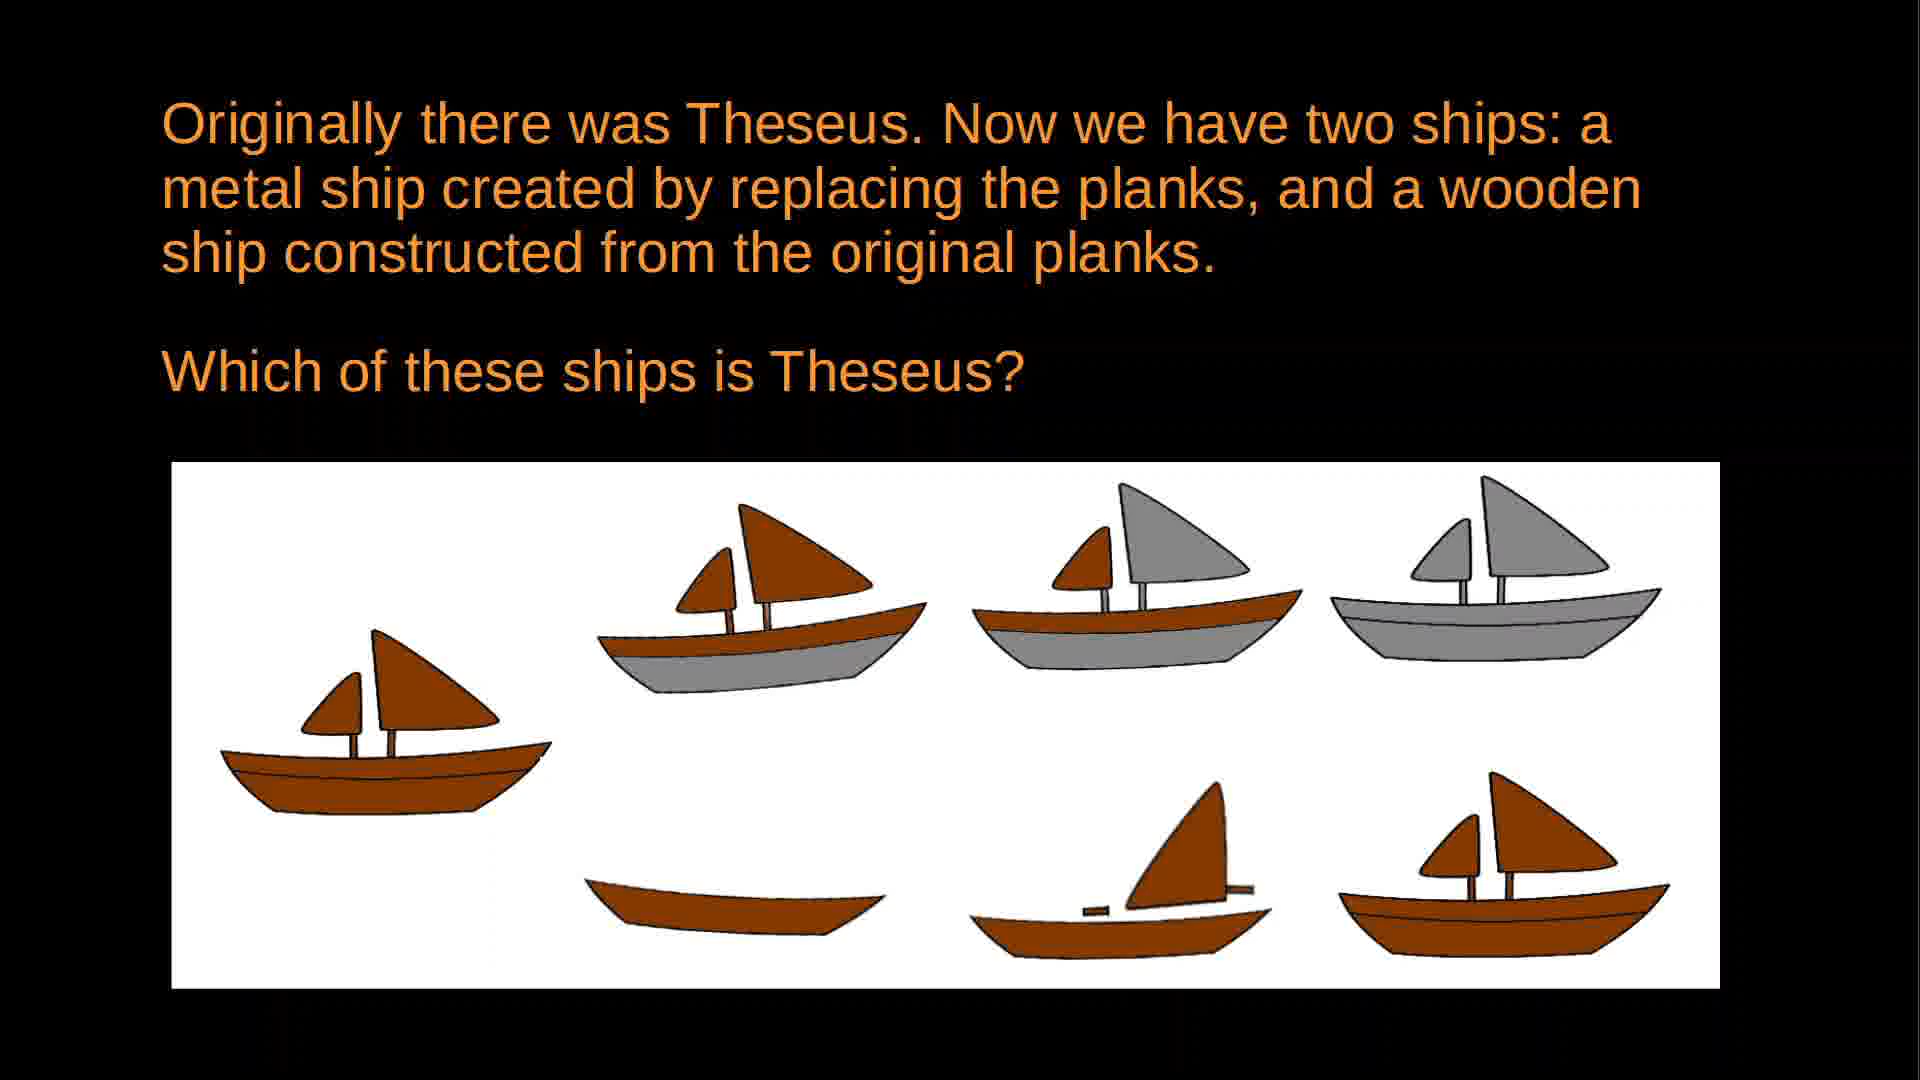 Originally there was Theseus. Now we have two ships: a
metal ship created by replacing the planks, and a wooden
ship constructed from the original planks.
Which of these ships is Theseus?